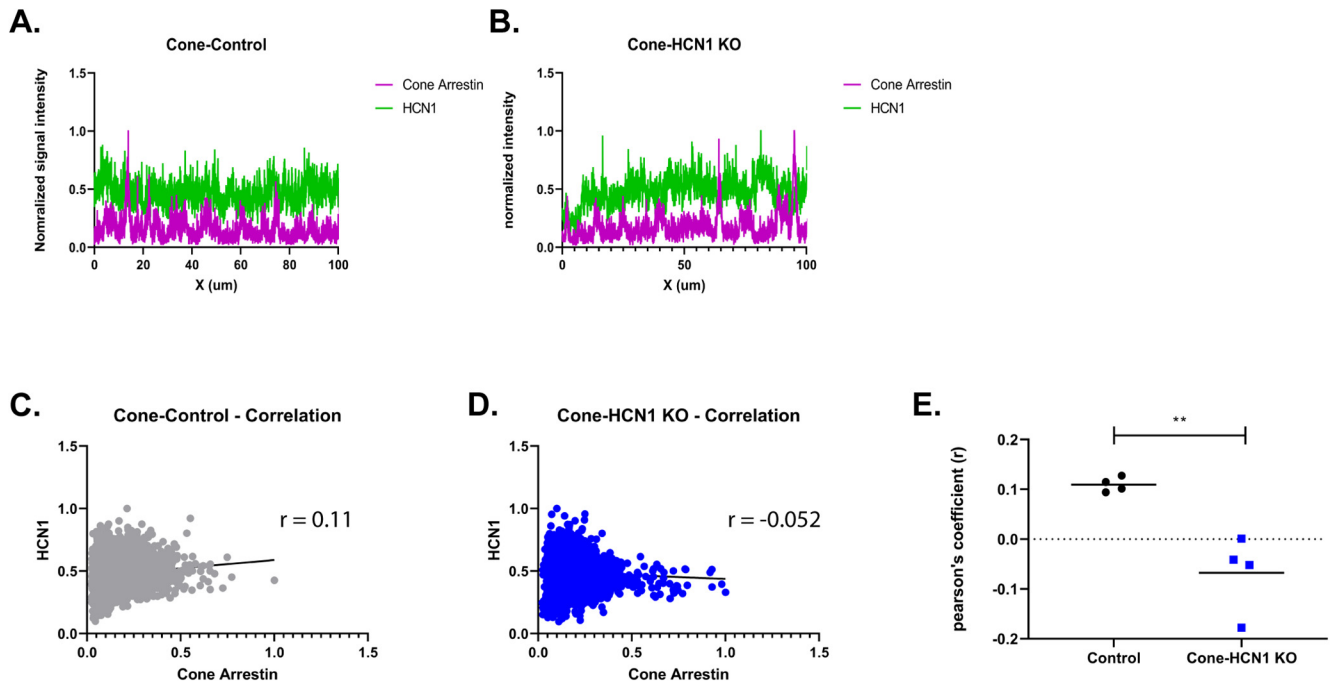 A.
Cone-Control
Nomralized signal intensity
1.5
1.0
0.5
0.0
0 20 40 60 80 100
X (um)
Cone Arrestin
HCN1
B.
Cone-HCN1 KO
normalized intensity
1.5
1.0
0.5
0.0
0 50 100
X (um)
Cone Arrestin
HCN1
C.
Cone-Control - Correlation
HCN1
1.5
1.0
0.5
0.0
r = 0.11
0.0 0.5 1.0 1.5
Cone Arrestin
D.
Cone-HCN1 KO - Correlation
HCN1
1.5
1.0
0.5
0.0
r = -0.052
0.0 0.5 1.0 1.5
Cone Arrestin
E.
pearson's coefficient (r)
**
0.2
0.1
0.0
-0.1
-0.2
Control Cone-HCN1 KO